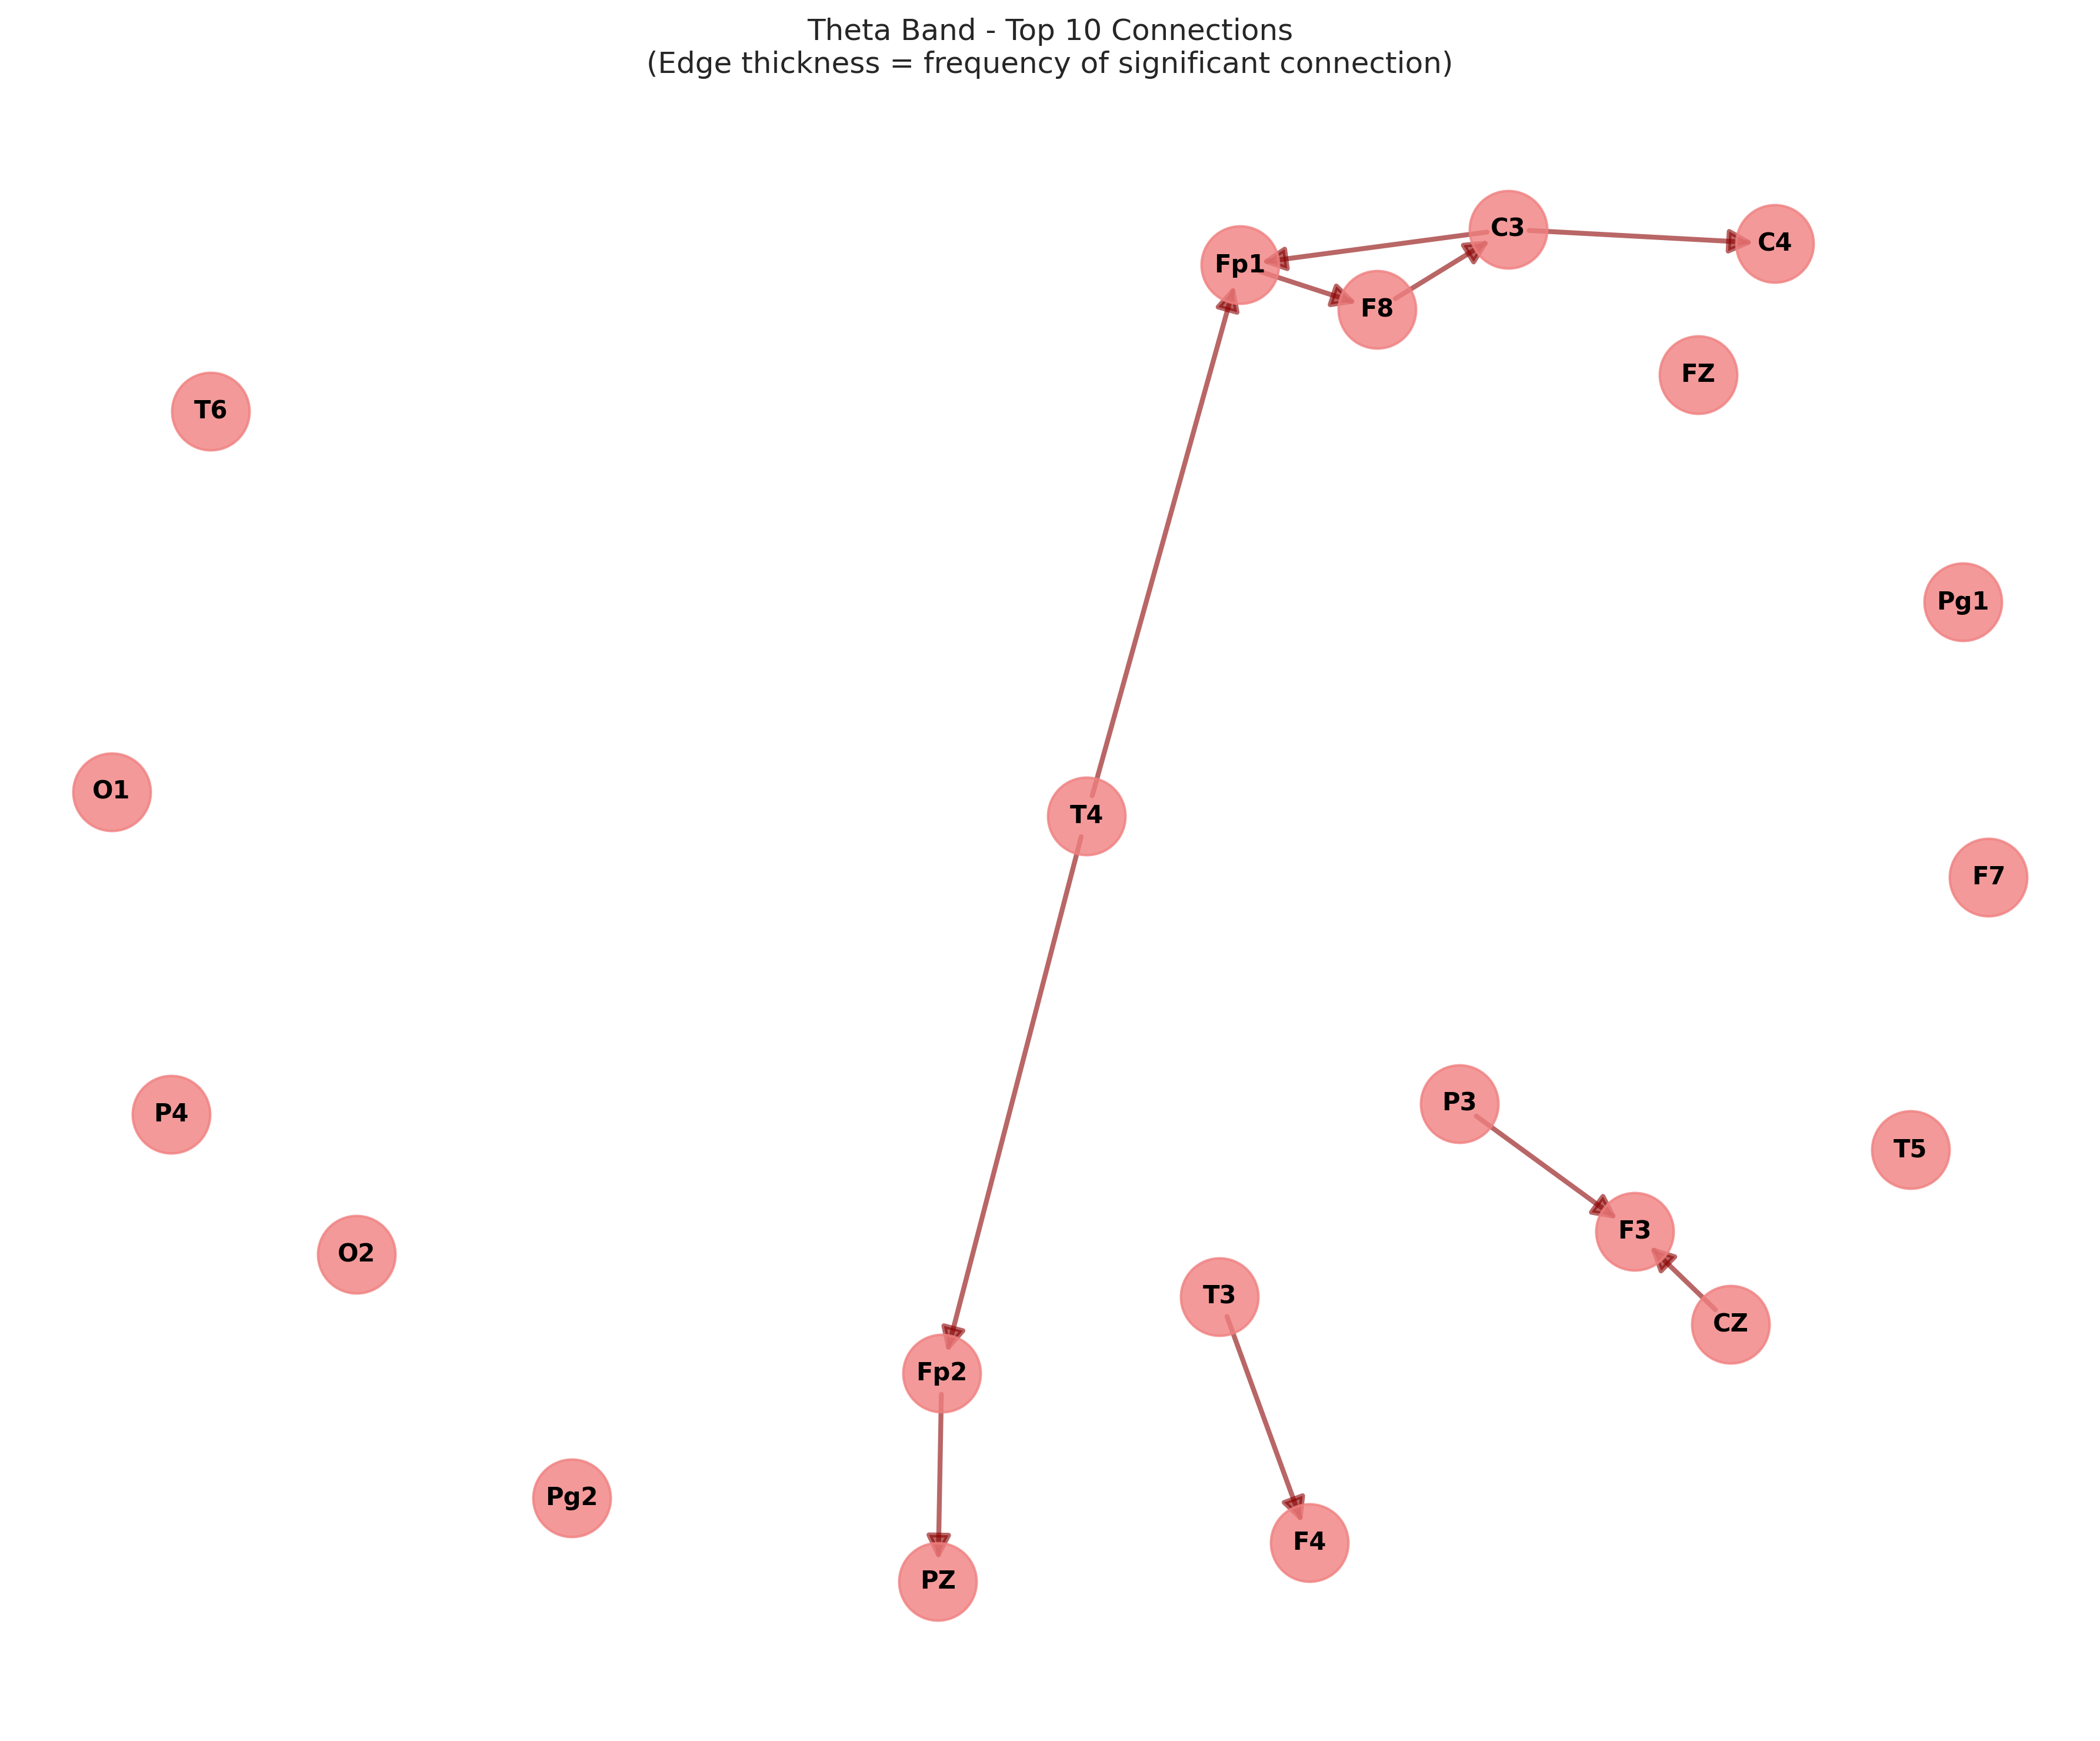 Theta Band - Top 10 Connections
(Edge thickness = frequency of significant connection)
C3
C4
Fp1
F8
FZ
T6
Pg1
O1
T4
F7
P3
P4
T5
F3
O2
T3
CZ
Fp2
Pg2
F4
PZ